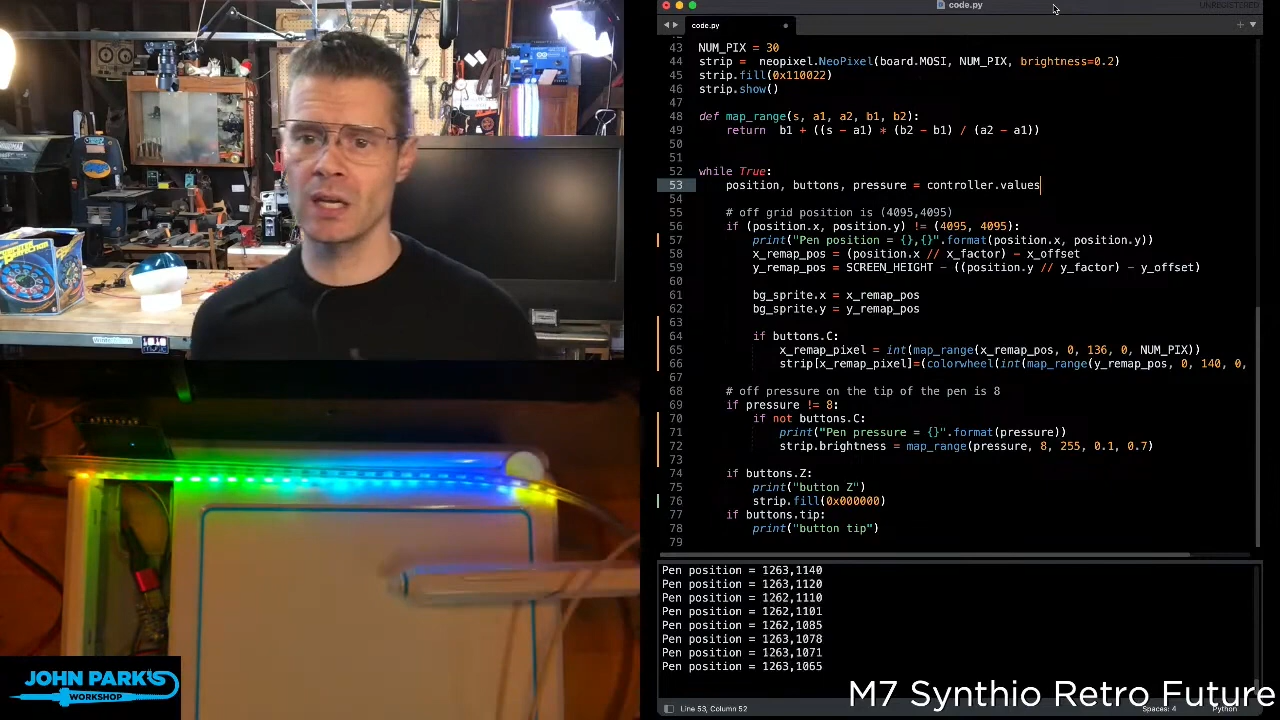 code.py
UNREGISTERED
code.py
43 NUM_PIX = 30
44 strip =  neopixel.NeoPixel(board.MOSI, NUM_PIX, brightness=0.2)
45 strip.fill(0x110022)
46 strip.show()
47
48 def map_range(s, a1, a2, b1, b2):
49     return  b1 + ((s - a1) * (b2 - b1) / (a2 - a1))
50
51
52 while True:
53     position, buttons, pressure = controller.values
54
55     # off grid position is (4095,4095)
56     if (position.x, position.y) != (4095, 4095):
57         print("Pen position = {},{}".format(position.x, position.y))
58         x_remap_pos = (position.x // x_factor) - x_offset
59         y_remap_pos = SCREEN_HEIGHT - ((position.y // y_factor) - y_offset)
60
61         bg_sprite.x = x_remap_pos
62         bg_sprite.y = y_remap_pos
63
64         if buttons.C:
65             x_remap_pixel = int(map_range(x_remap_pos, 0, 136, 0, NUM_PIX))
66             strip[x_remap_pixel]=(colorwheel(int(map_range(y_remap_pos, 0, 140, 0,
67
68     # off pressure on the tip of the pen is 8
69     if pressure != 8:
70         if not buttons.C:
71             print("Pen pressure = {}".format(pressure))
72             strip.brightness = map_range(pressure, 8, 255, 0.1, 0.7)
73
74     if buttons.Z:
75         print("button Z")
76         strip.fill(0x000000)
77     if buttons.tip:
78         print("button tip")
79
Pen position = 1263,1140
Pen position = 1263,1120
Pen position = 1262,1110
Pen position = 1262,1101
Pen position = 1262,1085
Pen position = 1263,1078
Pen position = 1263,1071
Pen position = 1263,1065
Line 53, Column 52
Spaces: 4
Python
JOHN PARK'S
WORKSHOP
M7 Synthio Retro Future